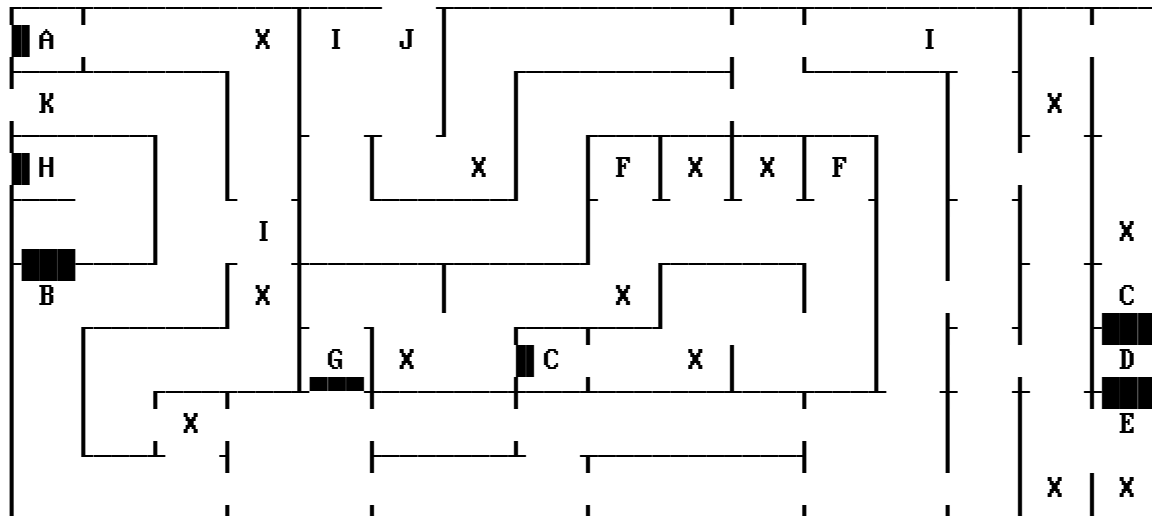 A X I J I
K X
H X F X X F
I X
B X X C
G X C X D
X E
X X